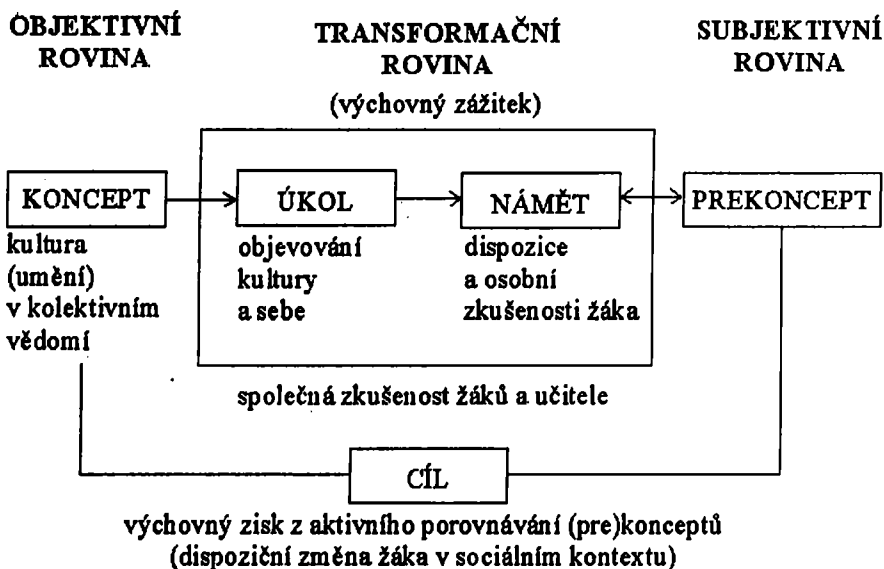 OBJEKTIVNÍ
ROVINA
TRANSFORMAČNÍ
ROVINA
(výchovný zážitek)
SUBJEKTIVNÍ
ROVINA
KONCEPT
kultura
(umění)
v kolektivním
vědomí
ÚKOL
objevování
kultury
a sebe
NÁMĚT
dispozice
a osobní
zkušenosti žáka
PREKONCEPT
společná zkušenost žáků a učitele
CÍL
výchovný zisk z aktivního porovnávání (pre)konceptů
(dispoziční změna žáka v sociálním kontextu)